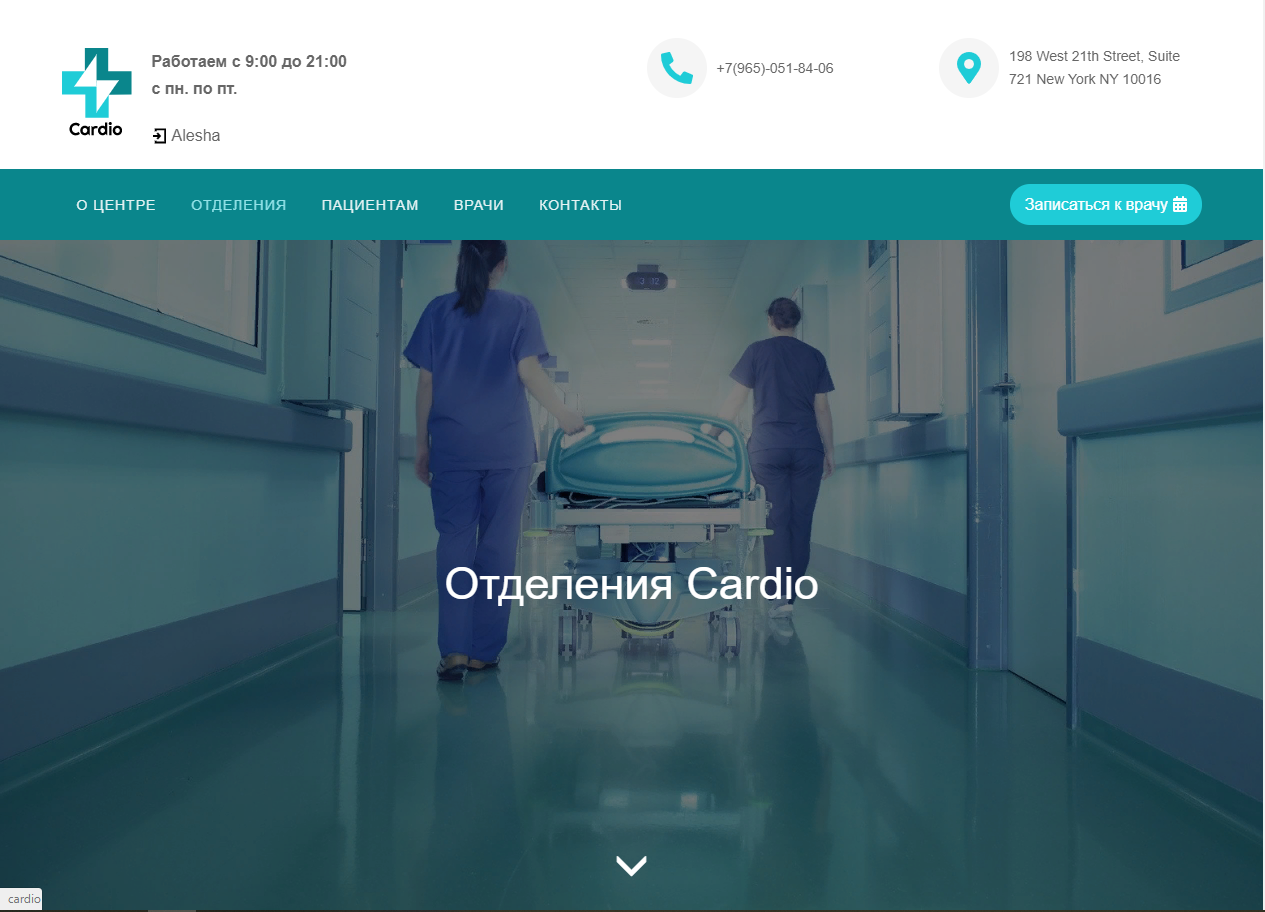 Работаем с 9:00 до 21:00
с пн. по пт.
Cardio
Alesha
+7(965)-051-84-06
198 West 21th Street, Suite
721 New York NY 10016
О ЦЕНТРЕ
ОТДЕЛЕНИЯ
ПАЦИЕНТАМ
ВРАЧИ
КОНТАКТЫ
Записаться к врачу
Отделения Cardio
cardio